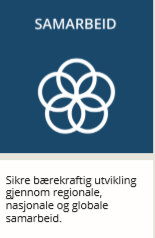 SAMARBEID
Sikre bærekraftig utvikling
gjennom regionale,
nasjonale og globale
samarbeid.